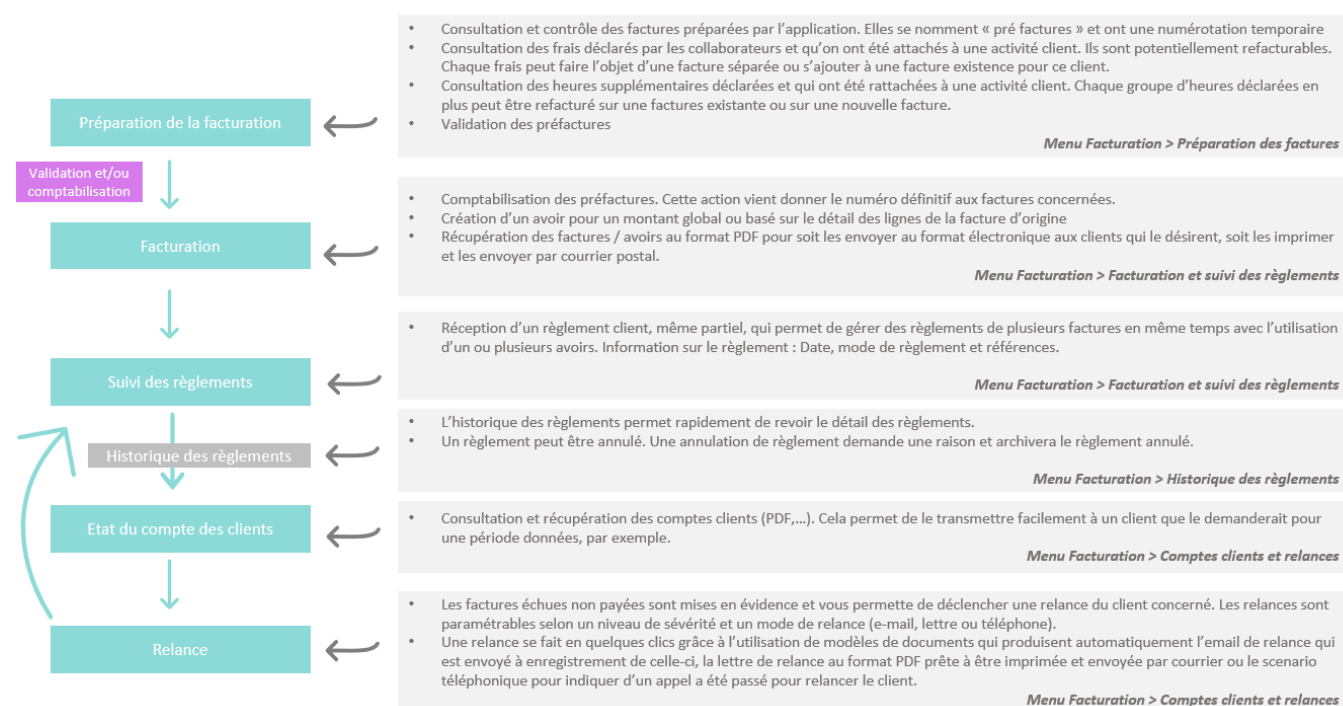 • Consultation et contrôle des factures préparées par l’application. Elles se nomment « pré factures » et ont une numérotation temporaire
• Consultation des frais déclarés par les collaborateurs et qu’on ont été attachés à une activité client. Ils sont potentiellement refacturables.
Chaque frais peut faire l’objet d’une facture séparée ou s’ajouter à une facture existence pour ce client.
• Consultation des heures supplémentaires déclarées et qui ont été rattachées à une activité client. Chaque groupe d’heures déclarées en
plus peut être refacturé sur une factures existante ou sur une nouvelle facture.
• Validation des préfactures
Menu Facturation > Préparation des factures
Préparation de la facturation
Validation et/ou
comptabilisation
• Comptabilisation des préfactures. Cette action vient donner le numéro définitif aux factures concernées.
• Création d’un avoir pour un montant global ou basé sur le détail des lignes de la facture d’origine
• Récupération des factures / avoirs au format PDF pour soit les envoyer au format électronique aux clients qui le désirent, soit les imprimer
et les envoyer par courrier postal.
Menu Facturation > Facturation et suivi des règlements
Facturation
• Réception d’un règlement client, même partiel, qui permet de gérer des règlements de plusieurs factures en même temps avec l’utilisation
d’un ou plusieurs avoirs. Information sur le règlement : Date, mode de règlement et références.
Menu Facturation > Facturation et suivi des règlements
Suivi des règlements
• L’historique des règlements permet rapidement de revoir le détail des règlements.
• Un règlement peut être annulé. Une annulation de règlement demande une raison et archivera le règlement annulé.
Menu Facturation > Historique des règlements
Historique des règlements
• Consultation et récupération des comptes clients (PDF,…). Cela permet de le transmettre facilement à un client que le demanderait pour
une période données, par exemple.
Menu Facturation > Comptes clients et relances
Etat du compte des clients
• Les factures échues non payées sont mises en évidence et vous permette de déclencher une relance du client concerné. Les relances sont
paramétrables selon un niveau de sévérité et un mode de relance (e-mail, lettre ou téléphone).
• Une relance se fait en quelques clics grâce à l’utilisation de modèles de documents qui produisent automatiquement l’email de relance qui
est envoyé à enregistrement de celle-ci, la lettre de relance au format PDF prête à être imprimée et envoyée par courrier ou le scenario
téléphonique pour indiquer d’un appel a été passé pour relancer le client.
Menu Facturation > Comptes clients et relances
Relance